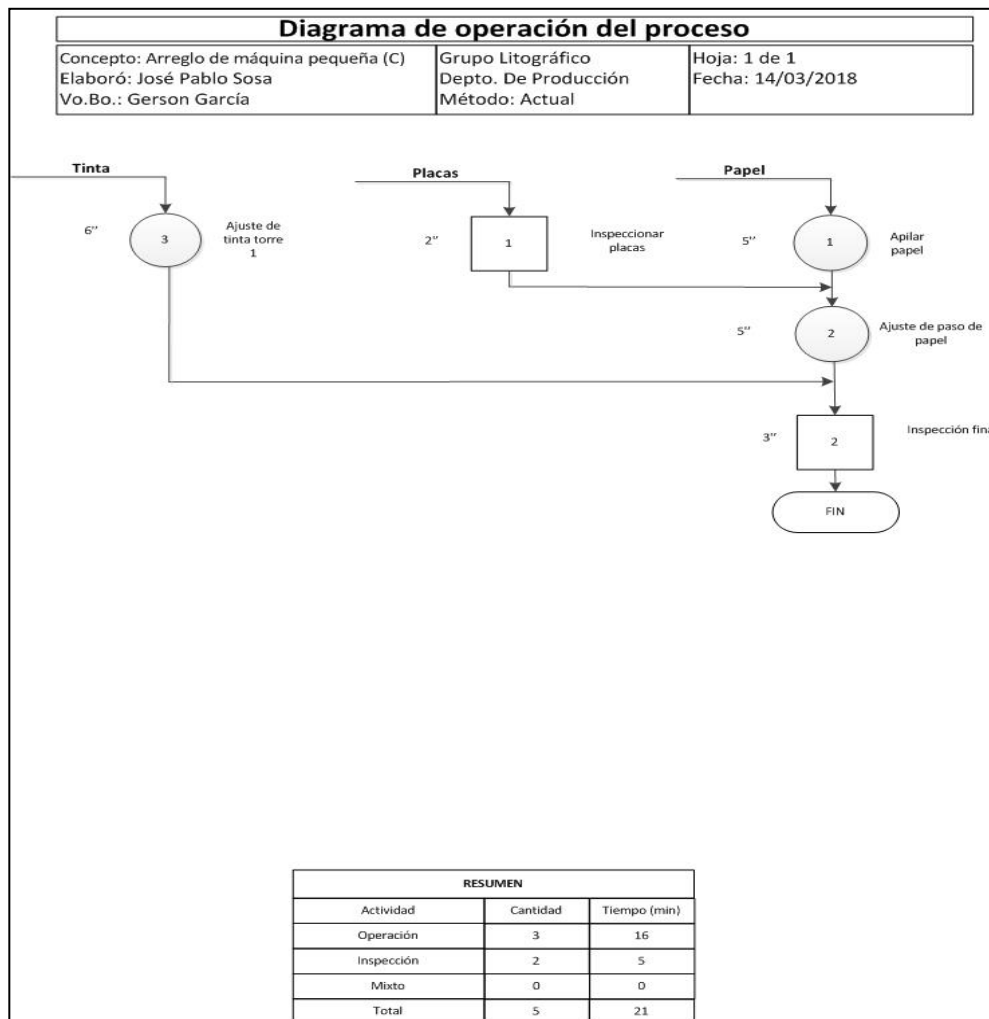 Diagrama de operación del proceso
Concepto: Arreglo de máquina pequeña (C)
Elaboró: José Pablo Sosa
Vo.Bo.: Gerson García
Grupo Litográfico
Depto. De Producción
Método: Actual
Hoja: 1 de 1
Fecha: 14/03/2018
Tinta
6’’
3
Ajuste de
tinta torre
1
Placas
2’’
1
Inspeccionar
placas
Papel
5’’
1
Apilar
papel
5’’
2
Ajuste de paso de
papel
3’’
2
Inspección fina
FIN
RESUMEN
Actividad Cantidad Tiempo (min)
Operación 3 16
Inspección 2 5
Mixto 0 0
Total 5 21